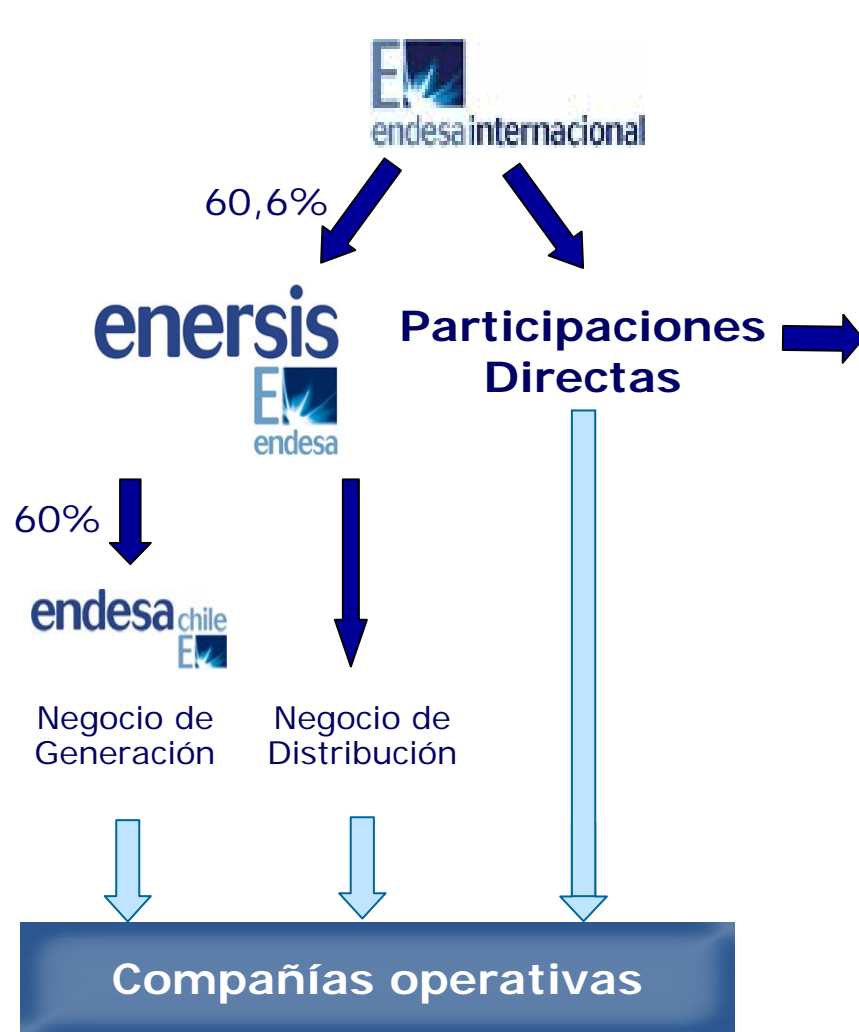 E
endesa internacional
60,6%
enersis
E
endesa
Participaciones
Directas
60%
endesa chile
E
Negocio de
Generación
Negocio de
Distribución
Compañías operativas